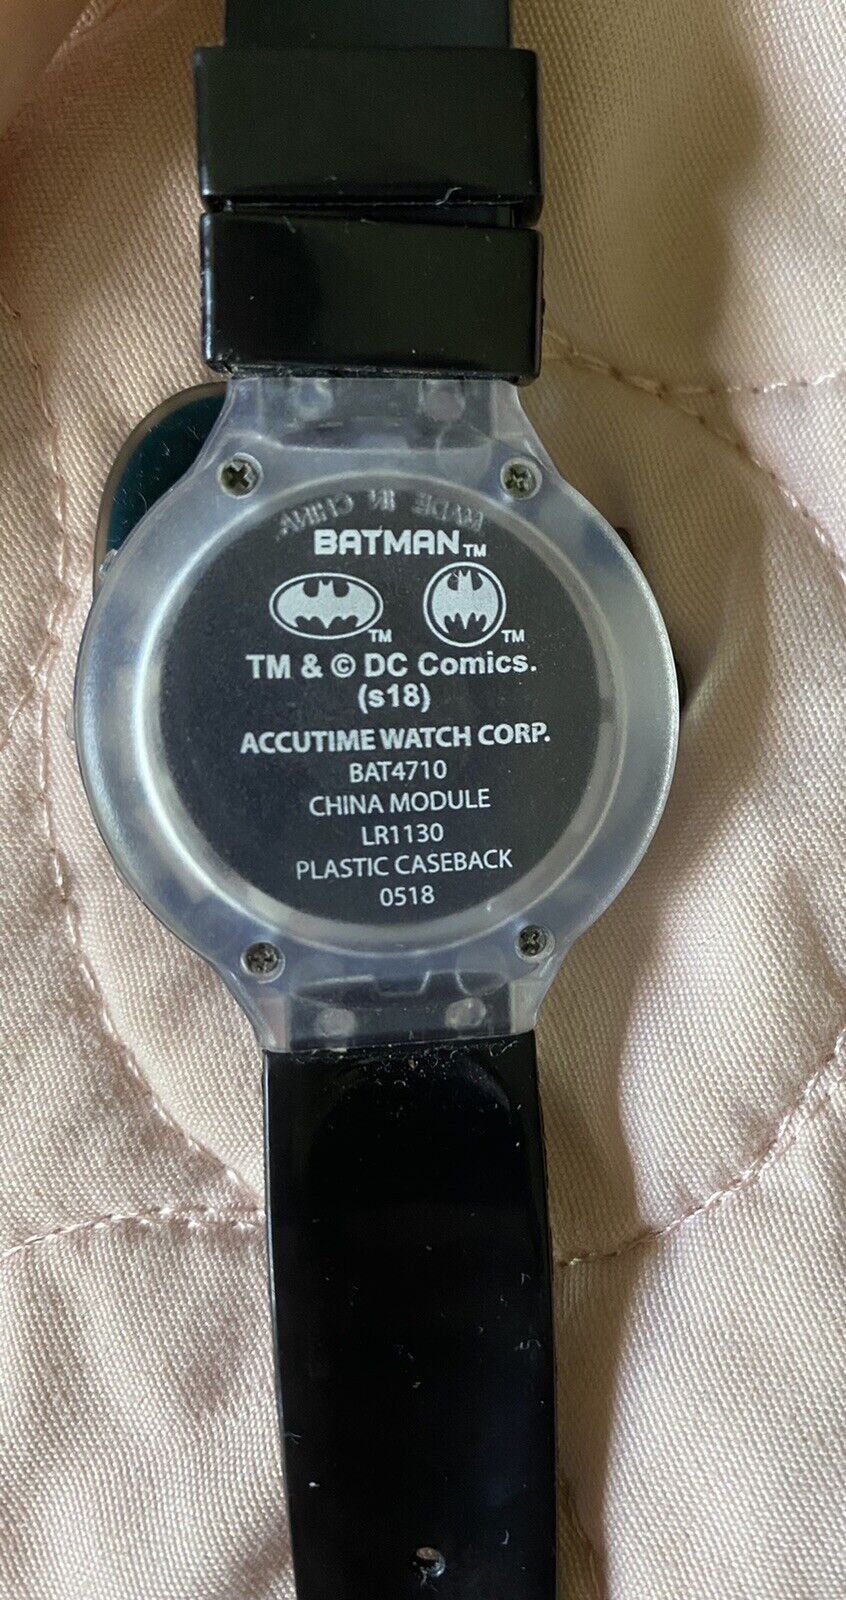 MADE IN CHINA
BATMAN™
TM TM
TM & © DC Comics.
(s18)
ACCUTIME WATCH CORP.
BAT4710
CHINA MODULE
LR1130
PLASTIC CASEBACK
0518